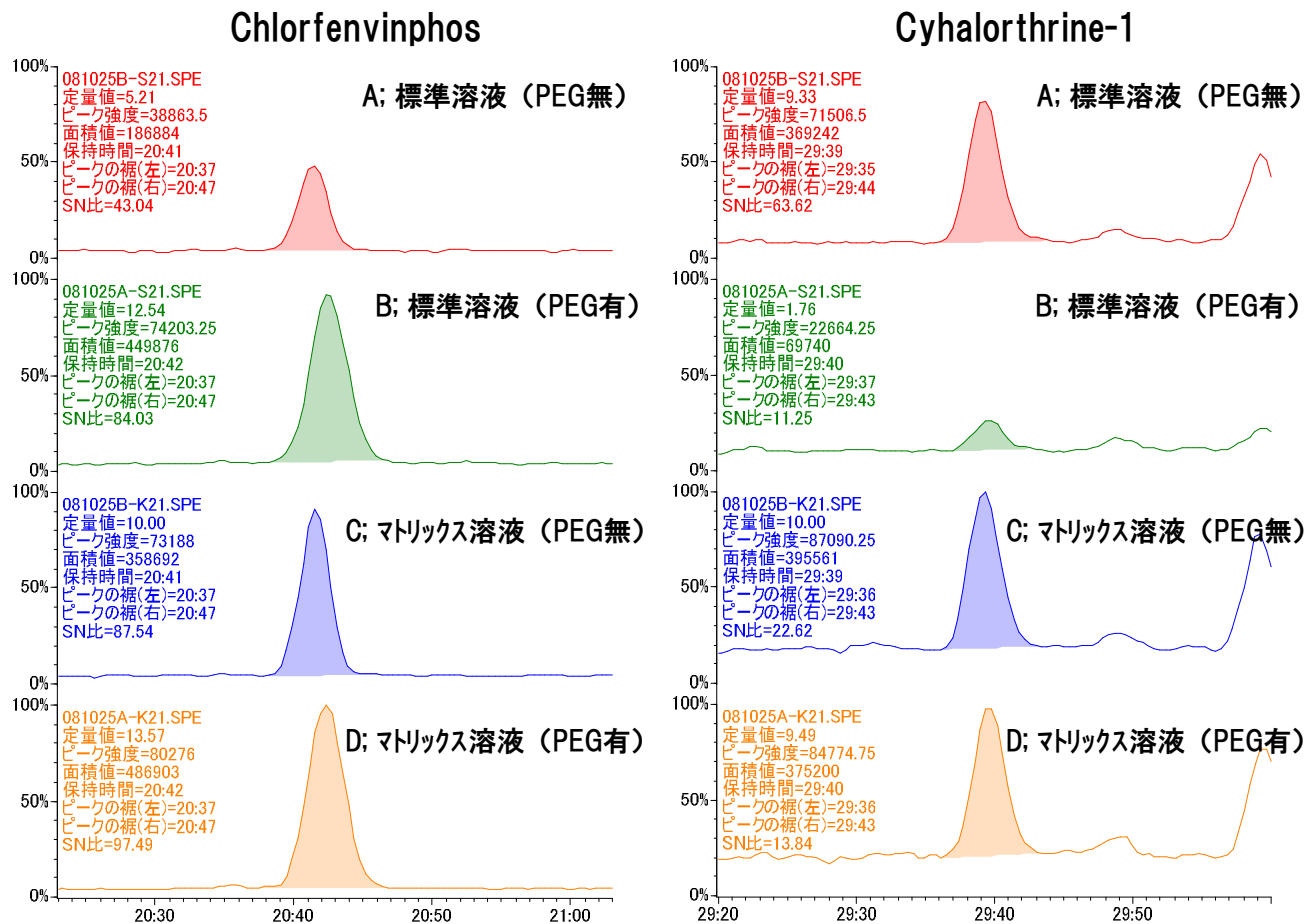 Chlorfenvinphos
100%
50%
0%
081025B-S21.SPE
定量値=5.21
ピーク強度=38863.5
面積値=186884
保持時間=20:41
ピークの裾(左)=20:37
ピークの裾(右)=20:47
SN比=43.04
A; 標準溶液（PEG無）
100%
50%
0%
081025A-S21.SPE
定量値=12.54
ピーク強度=74203.25
面積値=449876
保持時間=20:42
ピークの裾(左)=20:37
ピークの裾(右)=20:47
SN比=84.03
B; 標準溶液（PEG有）
100%
50%
0%
081025B-K21.SPE
定量値=10.00
ピーク強度=73188
面積値=358692
保持時間=20:41
ピークの裾(左)=20:37
ピークの裾(右)=20:47
SN比=87.54
C; マトリックス溶液（PEG無）
100%
50%
0%
081025A-K21.SPE
定量値=13.57
ピーク強度=80276
面積値=486903
保持時間=20:42
ピークの裾(左)=20:37
ピークの裾(右)=20:47
SN比=97.49
D; マトリックス溶液（PEG有）
20:30 20:40 20:50 21:00
Cyhalorthrine-1
100%
50%
0%
081025B-S21.SPE
定量値=9.33
ピーク強度=71506.5
面積値=369242
保持時間=29:39
ピークの裾(左)=29:35
ピークの裾(右)=29:44
SN比=63.62
A; 標準溶液（PEG無）
100%
50%
0%
081025A-S21.SPE
定量値=1.76
ピーク強度=22664.25
面積値=69740
保持時間=29:40
ピークの裾(左)=29:37
ピークの裾(右)=29:43
SN比=11.25
B; 標準溶液（PEG有）
100%
50%
0%
081025B-K21.SPE
定量値=10.00
ピーク強度=87090.25
面積値=395561
保持時間=29:39
ピークの裾(左)=29:36
ピークの裾(右)=29:43
SN比=22.62
C; マトリックス溶液（PEG無）
100%
50%
0%
081025A-K21.SPE
定量値=9.49
ピーク強度=84774.75
面積値=375200
保持時間=29:40
ピークの裾(左)=29:36
ピークの裾(右)=29:43
SN比=13.84
D; マトリックス溶液（PEG有）
29:20 29:30 29:40 29:50